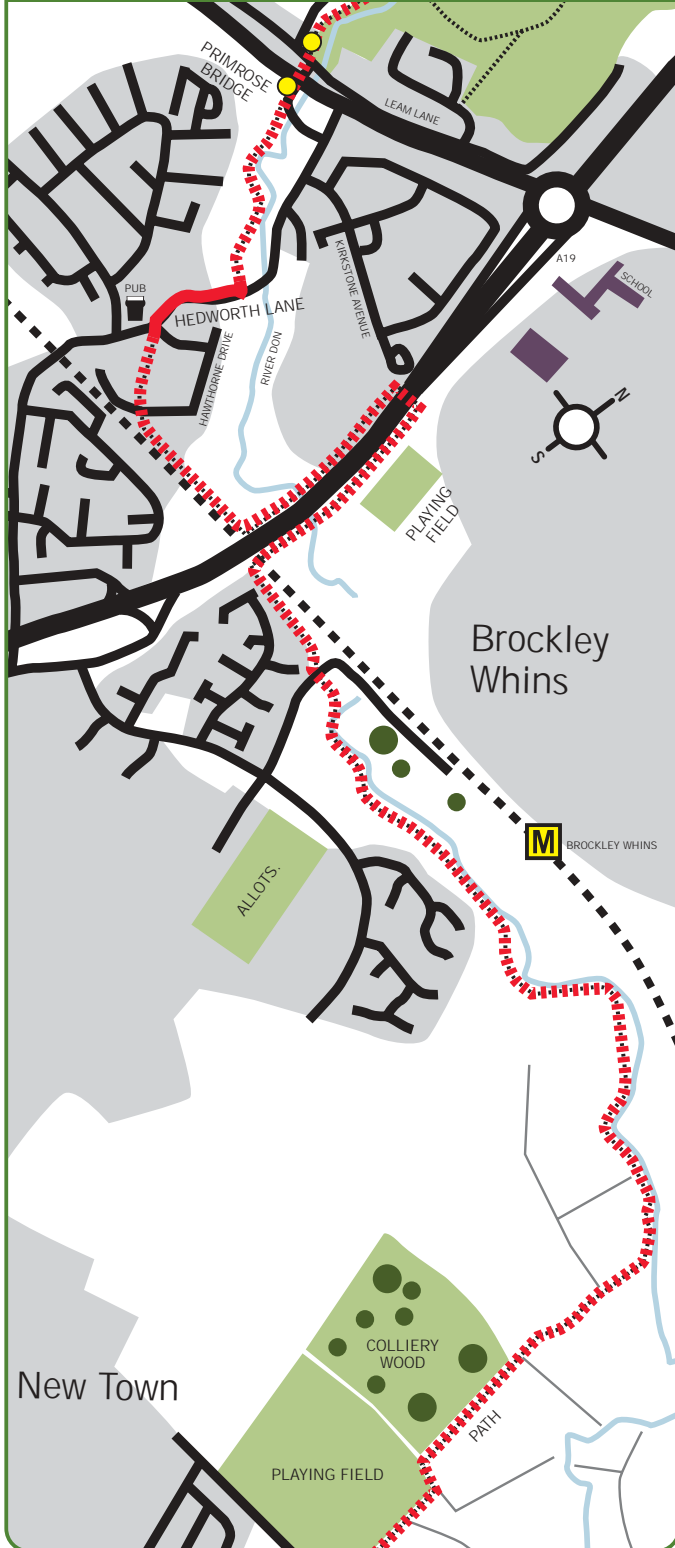 PRIMROSE
BRIDGE
LEAM LANE
A19
SCHOOL
PUB
HEDWORTH LANE
KIRKSTONE AVENUE
HAWTHORNE DRIVE
RIVER DON
N
S
PLAYING
FIELD
Brockley
Whins
M
BROCKLEY WHINS
ALLOTS.
COLLIERY
WOOD
New Town
PATH
PLAYING FIELD